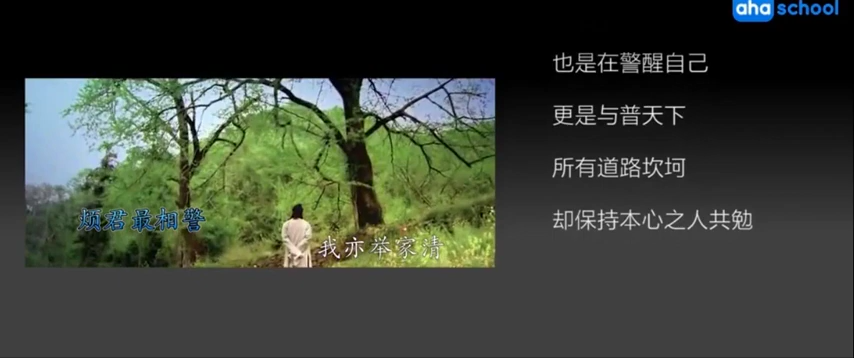 aha school
也是在警醒自己
更是与普天下
所有道路坎坷
却保持本心之人共勉
烦君最相警
我亦举家清